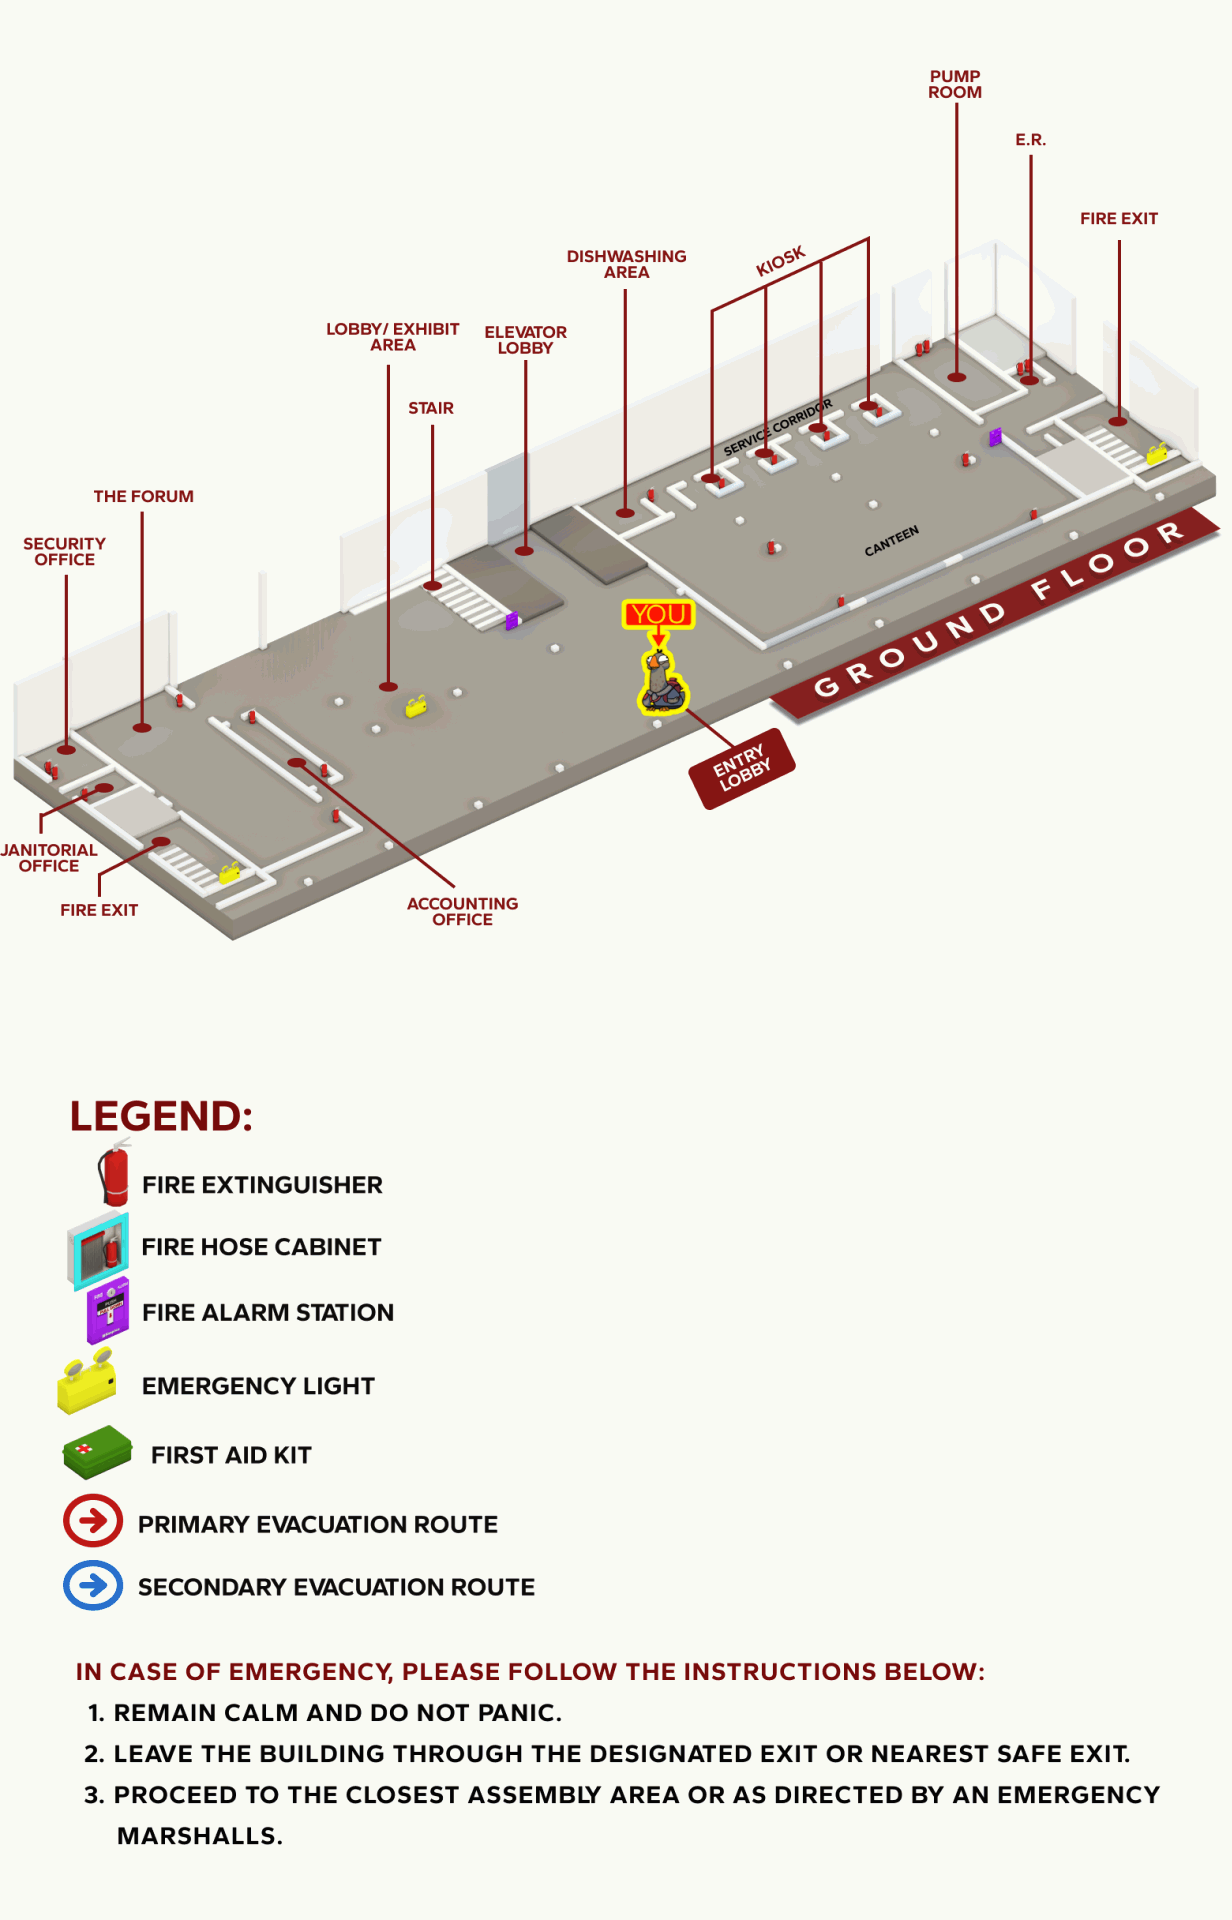 PUMP
ROOM
E.R.
FIRE EXIT
KIOSK
DISHWASHING
AREA
LOBBY/ EXHIBIT
AREA
ELEVATOR
LOBBY
STAIR
SERVICE CORRIDOR
THE FORUM
SECURITY
OFFICE
CANTEEN
GROUND FLOOR
YOU
ENTRY
LOBBY
JANITORIAL
OFFICE
FIRE EXIT
ACCOUNTING
OFFICE
LEGEND:
FIRE EXTINGUISHER
FIRE HOSE CABINET
FIRE ALARM STATION
EMERGENCY LIGHT
FIRST AID KIT
PRIMARY EVACUATION ROUTE
SECONDARY EVACUATION ROUTE
IN CASE OF EMERGENCY, PLEASE FOLLOW THE INSTRUCTIONS BELOW:
1. REMAIN CALM AND DO NOT PANIC.
2. LEAVE THE BUILDING THROUGH THE DESIGNATED EXIT OR NEAREST SAFE EXIT.
3. PROCEED TO THE CLOSEST ASSEMBLY AREA OR AS DIRECTED BY AN EMERGENCY
MARSHALLS.